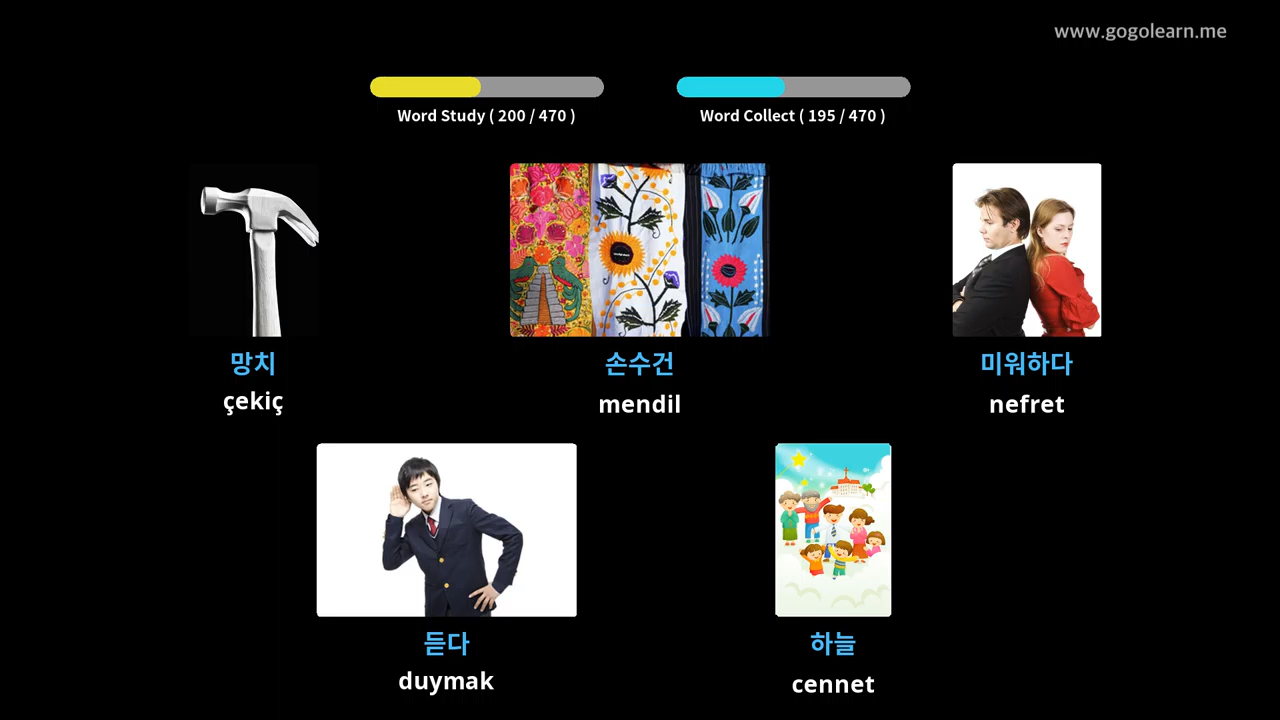 www.gogolearn.me
Word Study ( 200 / 470 )
Word Collect ( 195 / 470 )
망치
çekiç
손수건
mendil
미워하다
nefret
듣다
duymak
하늘
cennet